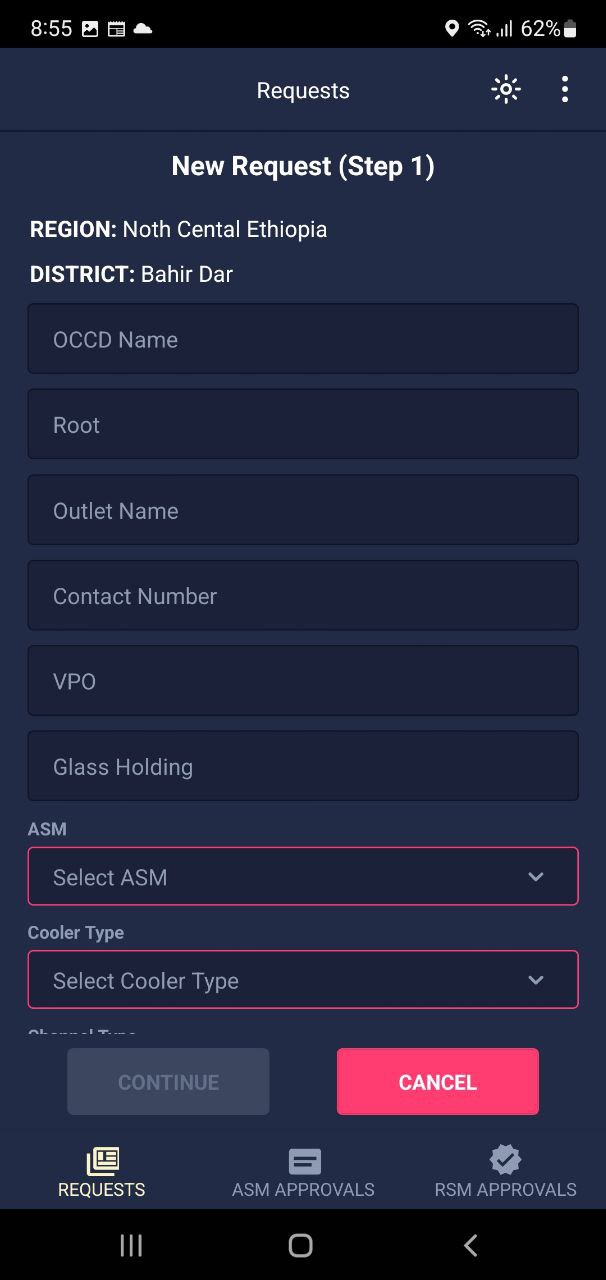 8:55
62%
Requests
New Request (Step 1)
REGION: Noth Cental Ethiopia
DISTRICT: Bahir Dar
OCCD Name
Root
Outlet Name
Contact Number
VPO
Glass Holding
ASM
Select ASM
Cooler Type
Select Cooler Type
Channel Type
CONTINUE
CANCEL
REQUESTS
ASM APPROVALS
RSM APPROVALS